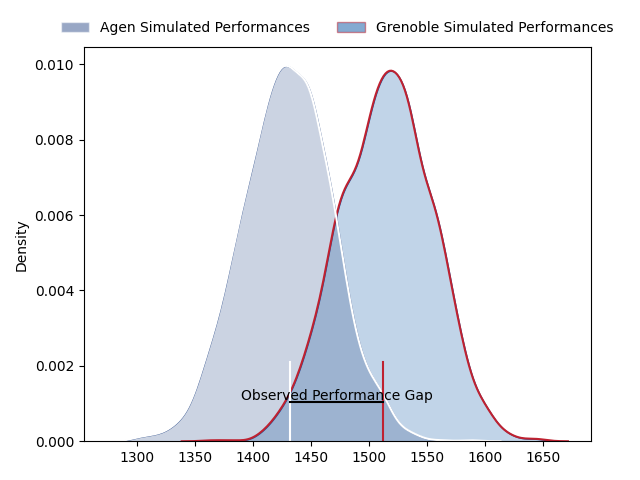 Agen Simulated Performances Grenoble Simulated Performances
0.010
0.008
0.006
0.004
0.002
0.000
Density
Observed Performance Gap
1300 1350 1400 1450 1500 1550 1600 1650